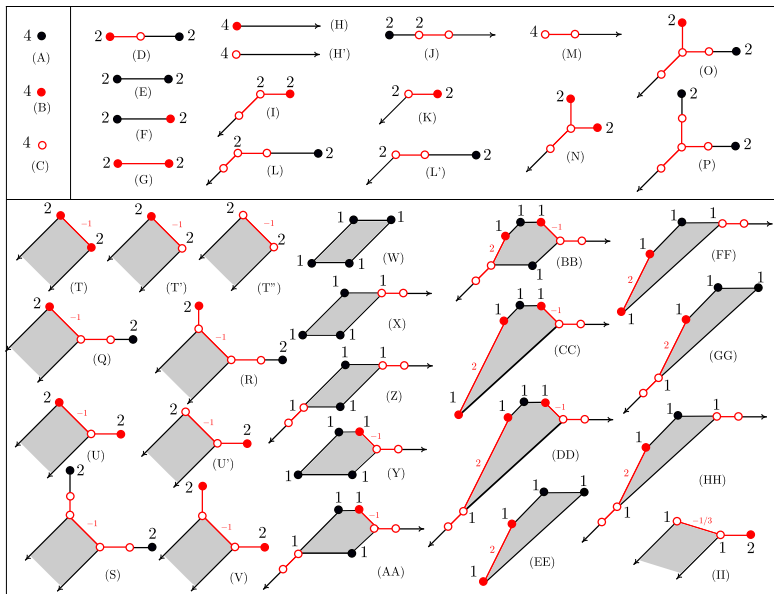 4
(A)
4
(B)
4
(C)
2 2
(D)
2 2
(E)
2 2
(F)
2 2
(G)
4 (H)
4 (H')
2 2
(I)
2 2
(L)
2 2
(J)
2 2
(K)
2 2
(L')
4
(M)
2
2
(N)
2
2
(O)
2
2
(P)
2 −1
2
(T)
2 −1
2
(T')
2 −1
2
(T'')
2
−1
2
(Q)
2
−1
2
(R)
2
−1
2
(U)
2
−1
2
(U')
2
−1
2
(S)
2
−1
2
(V)
1 1
1 1
(W)
1 1
1 1
(X)
1 1
1 1
(Z)
1 1
−1
1 1
(Y)
1 1
−1
1 1
(AA)
1 1
−1
2
1
(BB)
1 1
−1
2
1
(CC)
1 1
−1
2
1
(DD)
1 1
2
1
(EE)
1 1
2
1
(FF)
1 1
2
1
(GG)
1 1
2
1
(HH)
1 −1/3
1 2
(II)